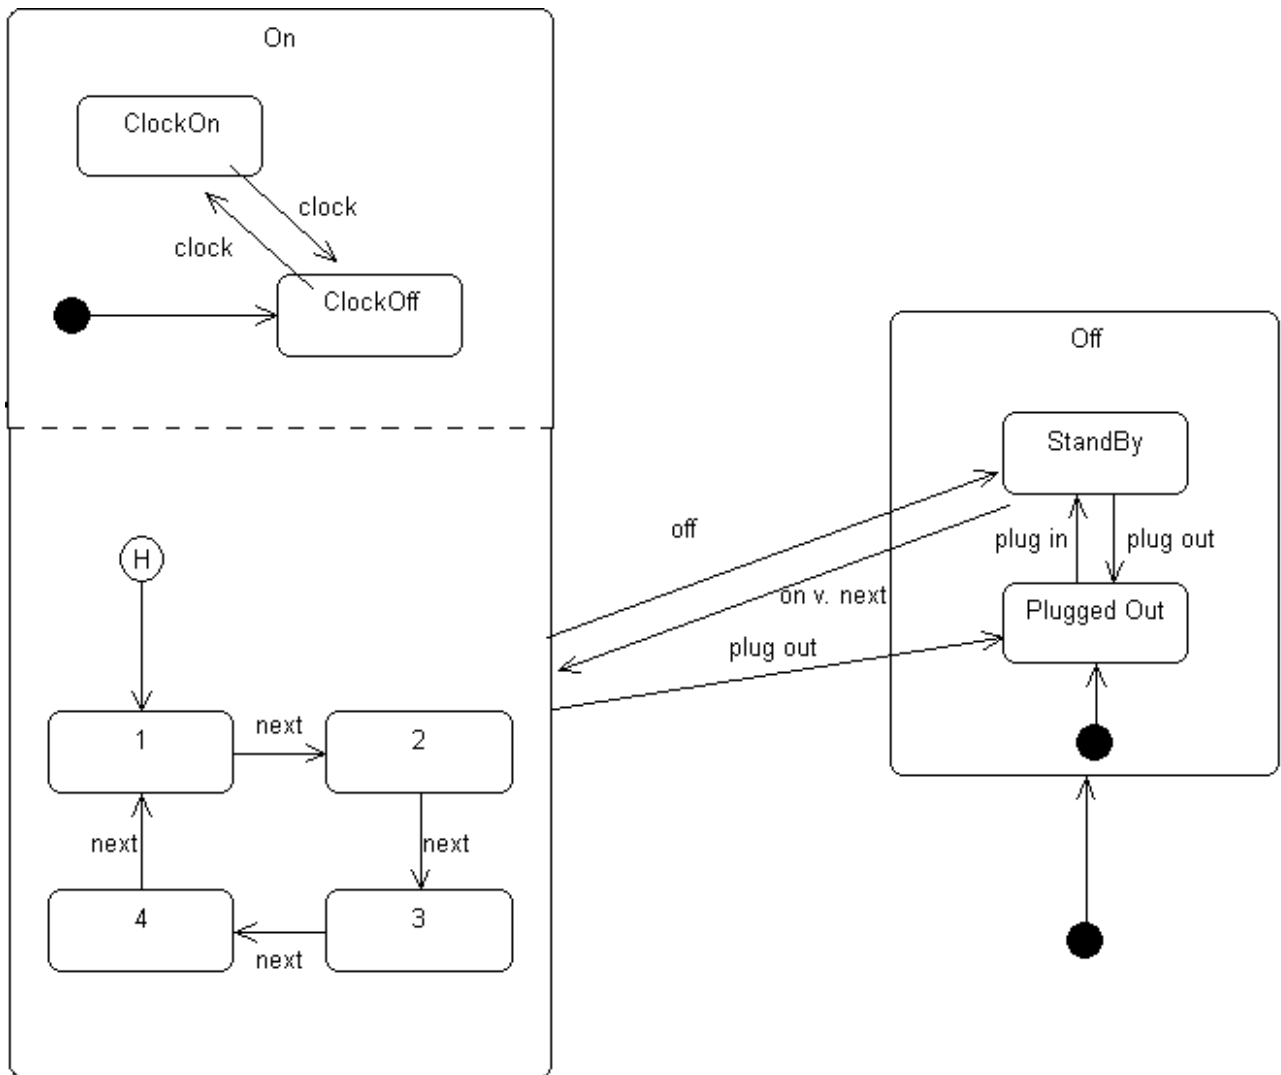 On
ClockOn
clock
clock
ClockOff
Off
StandBy
off
plug in
plug out
on v. next
Plugged Out
plug out
H
1
next
2
next
next
4
next
3